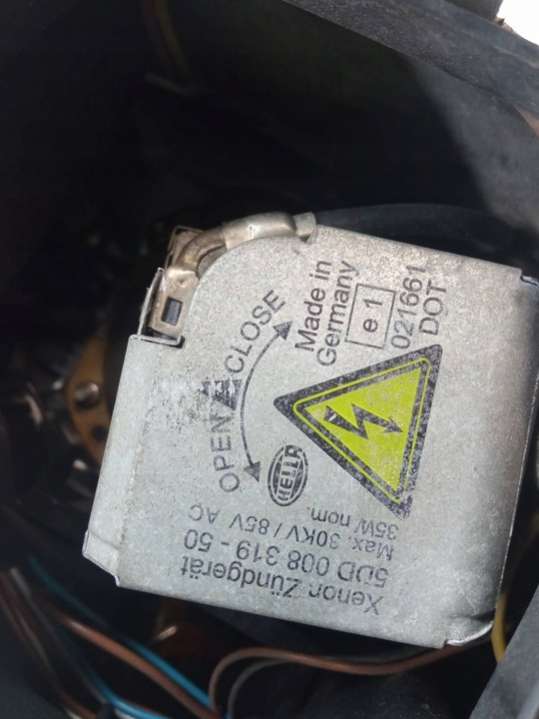 Made in
Germany
e 1
021661
DOT
OPEN CLOSE
HELLA
Xenon Zündgerät
5DD 008 319 - 50
Max. 30KV / 85V AC
35W nom.